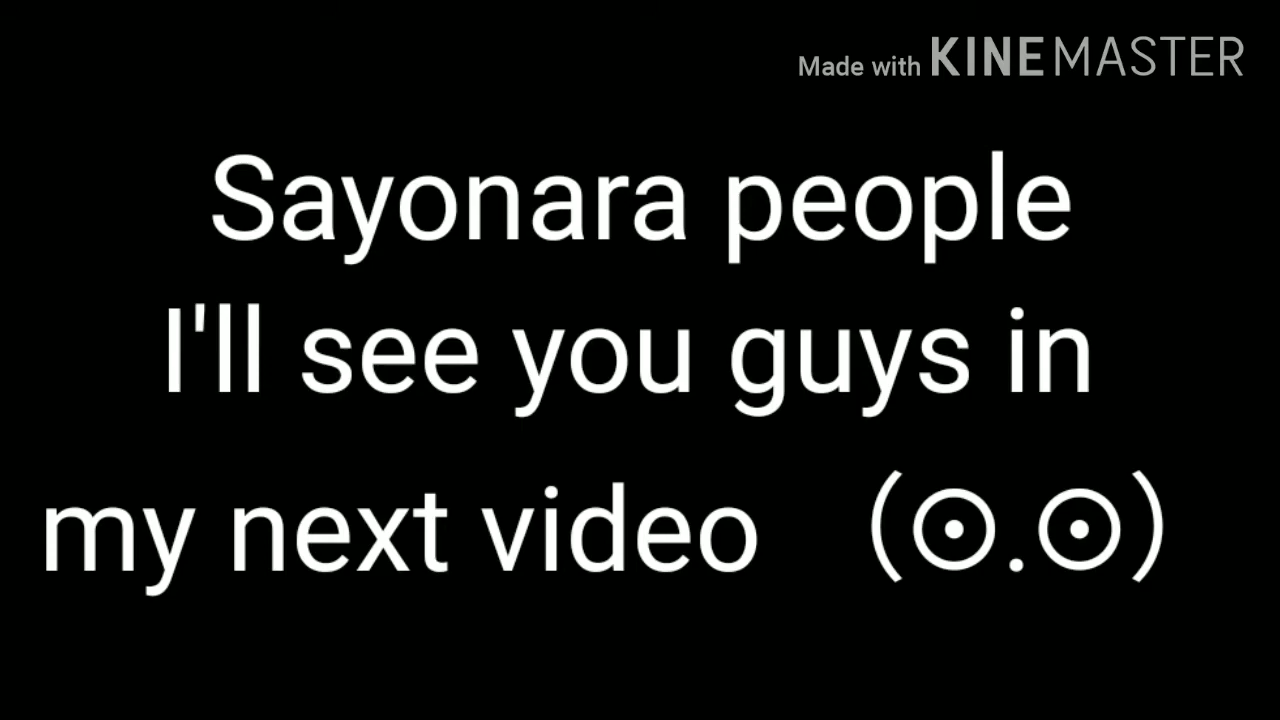 Made with KINEMASTER
Sayonara people
I'll see you guys in
my next video (⊙.⊙)